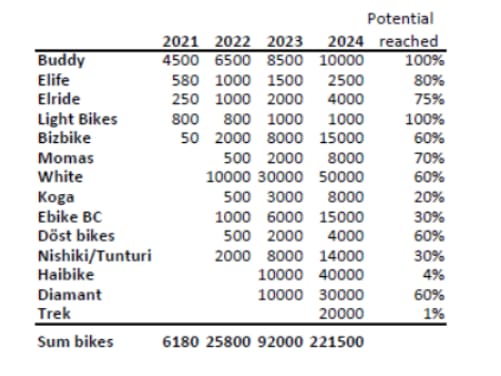 Potential
2021 2022 2023 2024 reached
Buddy 4500 6500 8500 10000 100%
Elife 580 1000 1500 2500 80%
Elride 250 1000 2000 4000 75%
Light Bikes 800 800 1000 1000 100%
Bizbike 50 2000 8000 15000 60%
Momas 500 2000 8000 70%
White 10000 30000 50000 60%
Koga 500 3000 8000 20%
Ebike BC 1000 6000 15000 30%
Döst bikes 500 2000 4000 60%
Nishiki/Tunturi 2000 8000 14000 30%
Haibike 10000 40000 4%
Diamant 10000 30000 60%
Trek 20000 1%
Sum bikes 6180 25800 92000 221500